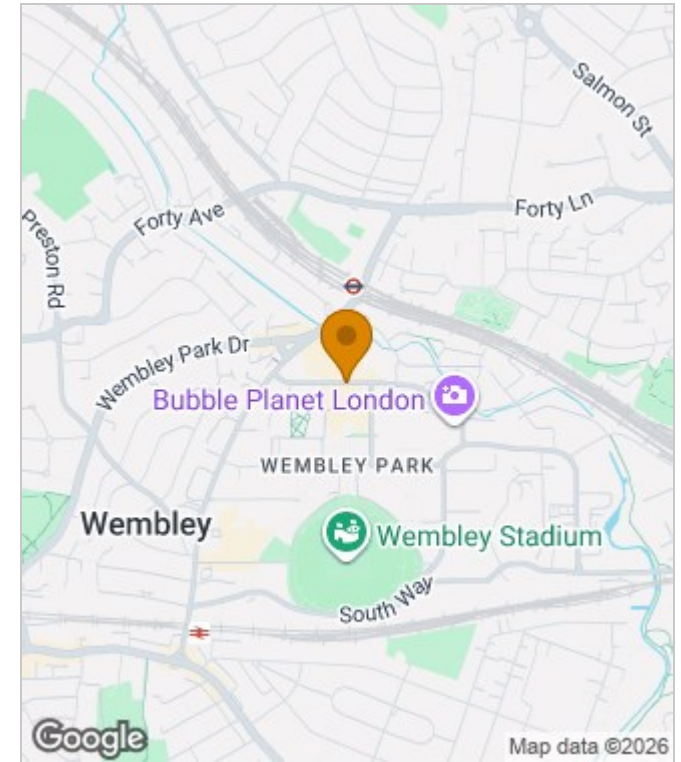 Salmon St
Forty Ln
Forty Ave
Preston Rd
Wembley Park Dr
Bubble Planet London
WEMBLEY PARK
Wembley
Wembley Stadium
South Way
Google
Map data ©2026